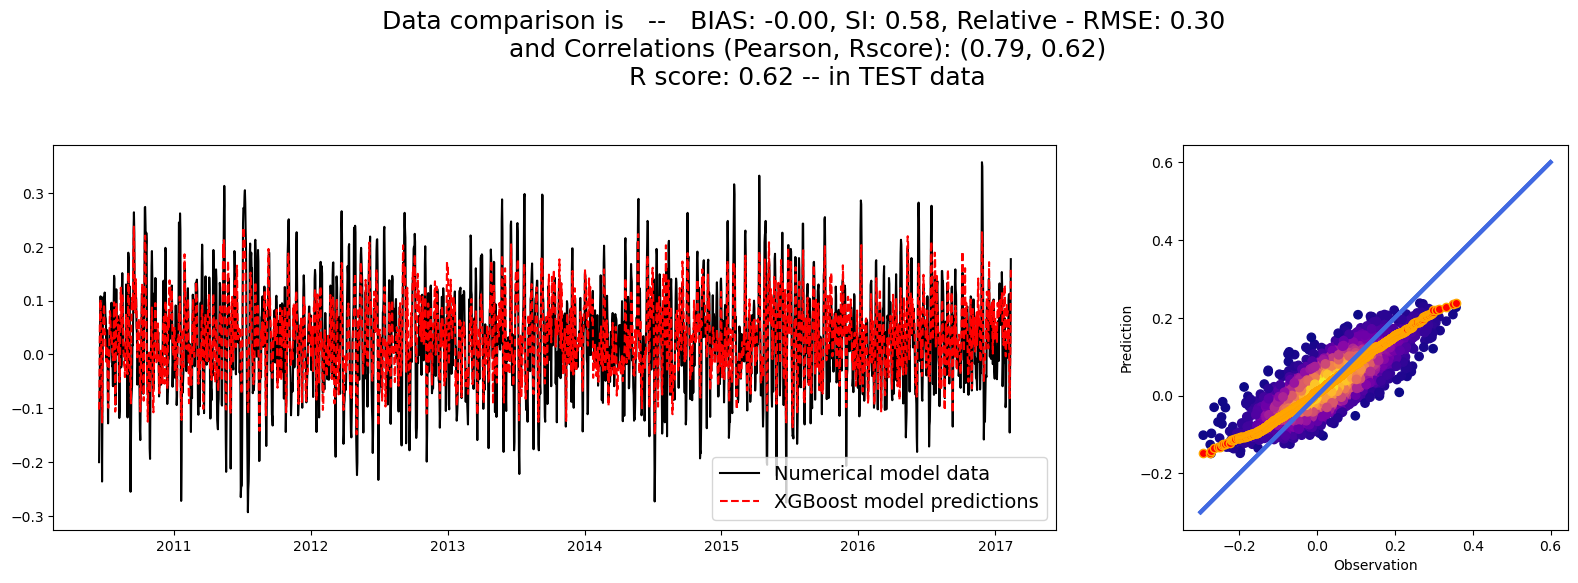 Data comparison is   --   BIAS: -0.00, SI: 0.58, Relative - RMSE: 0.30
and Correlations (Pearson, Rscore): (0.79, 0.62)
R score: 0.62 -- in TEST data
0.3
0.2
0.1
0.0
−0.1
−0.2
−0.3
2011 2012 2013 2014 2015 2016 2017
Numerical model data
XGBoost model predictions
Prediction
0.6
0.4
0.2
0.0
−0.2
−0.2 0.0 0.2 0.4 0.6
Observation